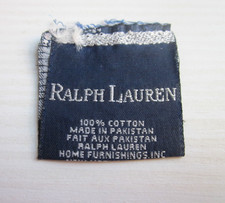 RALPH LAUREN
100% COTTON
MADE IN PAKISTAN
FAIT AUX PAKISTAN
RALPH LAUREN
HOME FURNISHINGS, INC